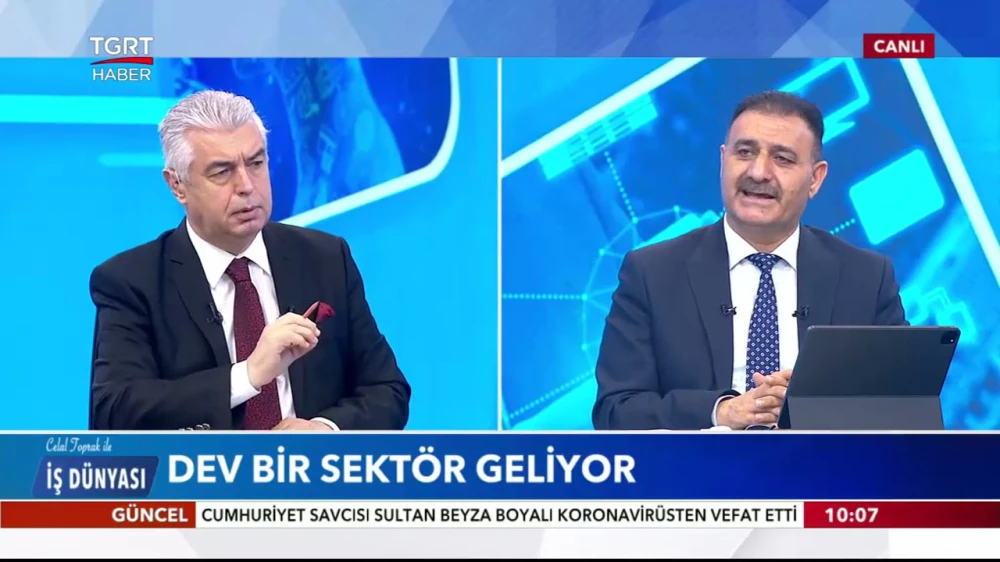 TGRT
HABER
CANLI
Celal Toprak ile
İŞ DÜNYASI
DEV BİR SEKTÖR GELİYOR
GÜNCEL
CUMHURİYET SAVCISI SULTAN BEYZA BOYALI KORONAVİRÜSTEN VEFAT ETTİ
10:07